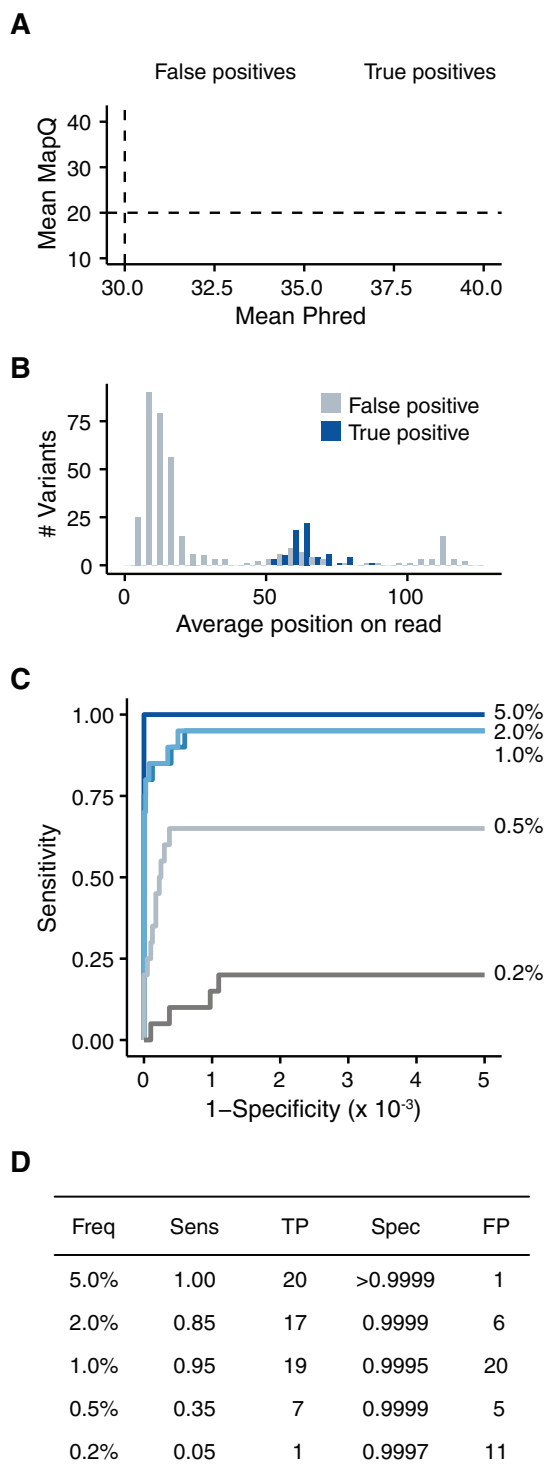 A
False positives True positives
Mean MapQ
40
30
20
10
30.0 32.5 35.0 37.5 40.0
Mean Phred
B
# Variants
75
50
25
0
False positive
True positive
0 50 100
Average position on read
C
Sensitivity
1.00
0.75
0.50
0.25
0.00
5.0%
2.0%
1.0%
0.5%
0.2%
0 1 2 3 4 5
1–Specificity (x 10⁻³)
D
Freq Sens TP Spec FP
5.0% 1.00 20 >0.9999 1
2.0% 0.85 17 0.9999 6
1.0% 0.95 19 0.9995 20
0.5% 0.35 7 0.9999 5
0.2% 0.05 1 0.9997 11